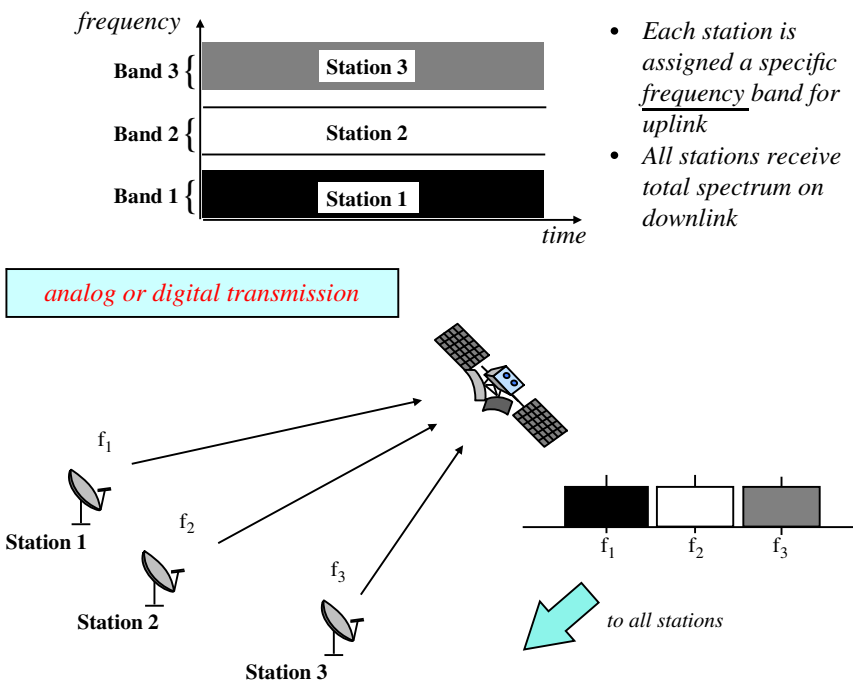 frequency
Band 3 {
Station 3
Band 2 {
Station 2
Band 1 {
Station 1
time
• Each station is
assigned a specific
frequency band for
uplink
• All stations receive
total spectrum on
downlink
analog or digital transmission
f1
Station 1
f2
Station 2
f3
Station 3
f1 f2 f3
to all stations